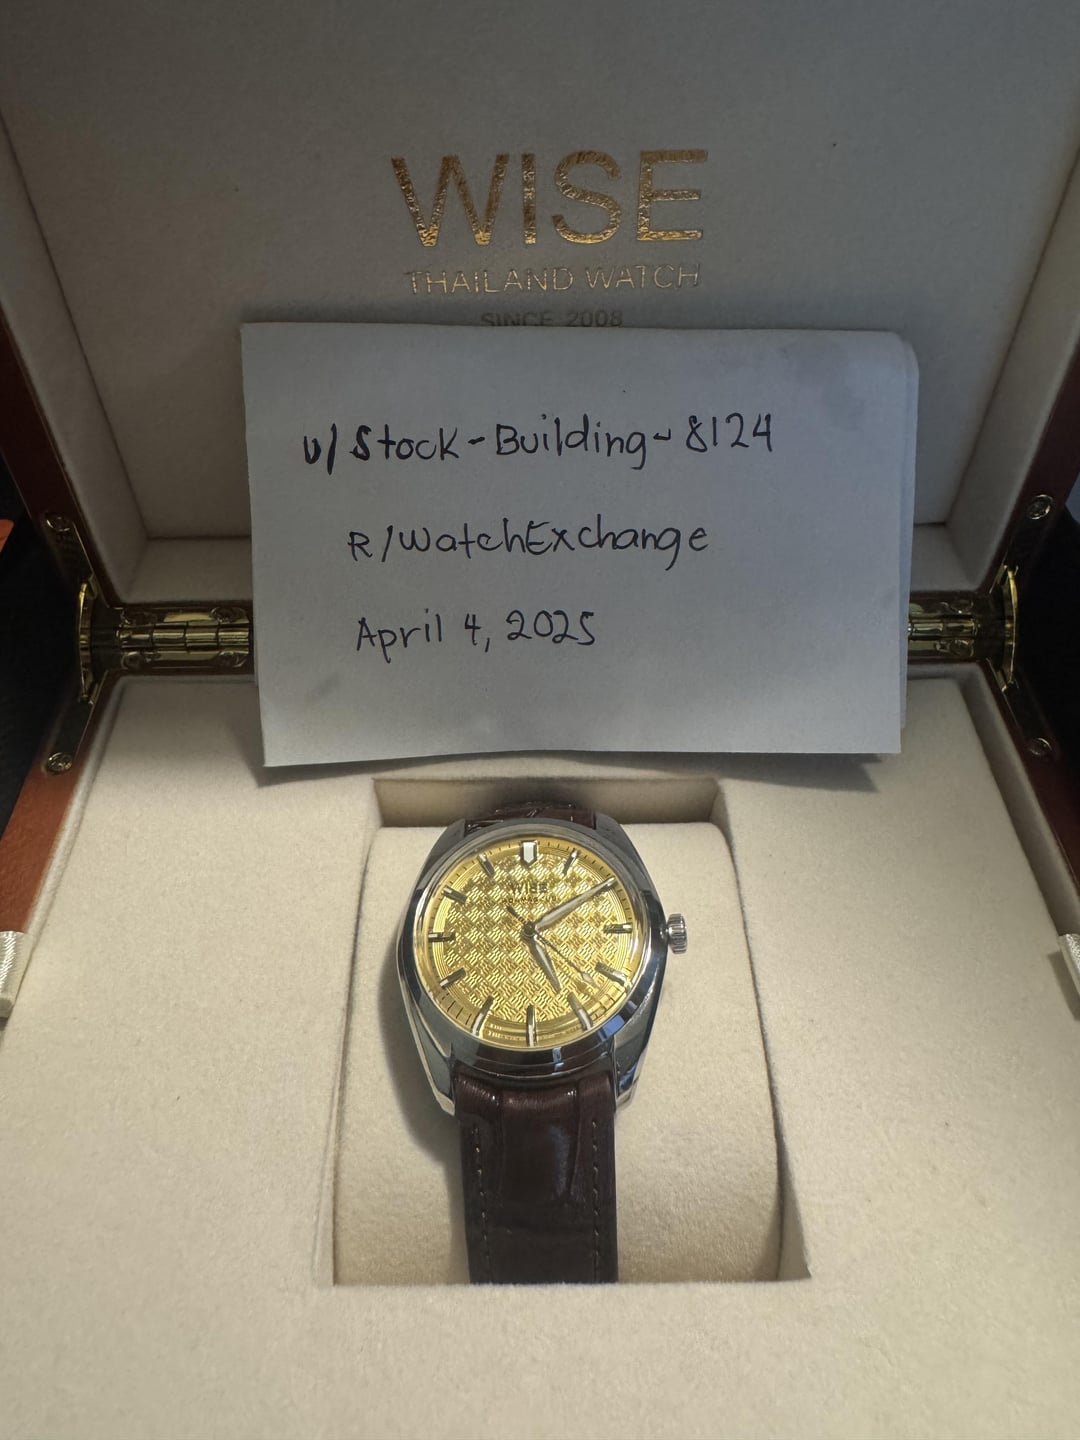 WISE
THAILAND WATCH
SINCE 2008
u/Stock-Building-8124
R/WatchExchange
April 4, 2025
WISE